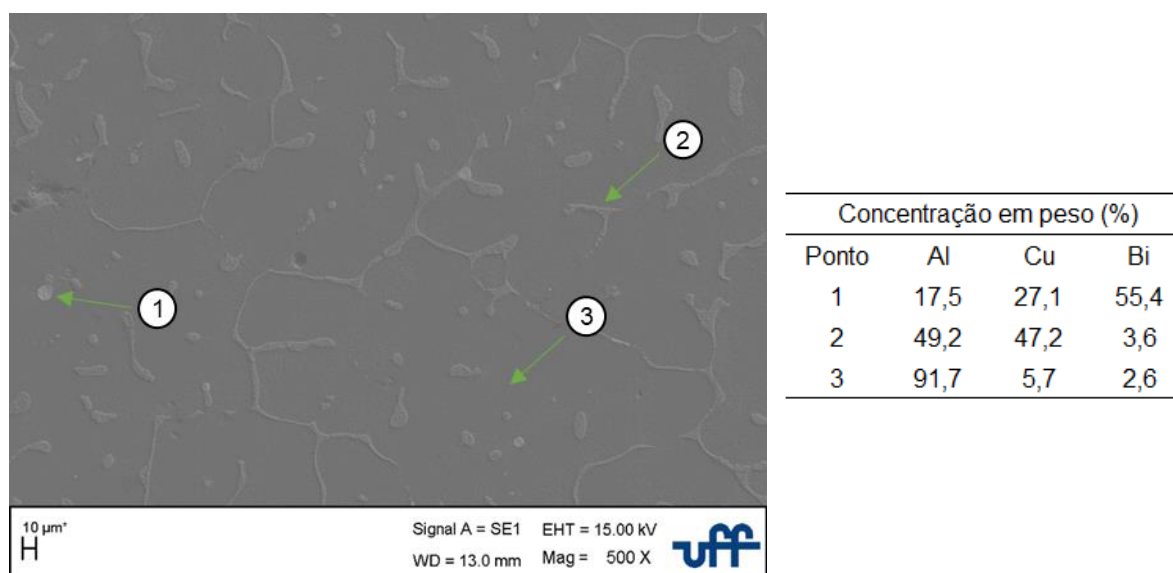 2
1
3
10 µm*
Signal A = SE1 EHT = 15.00 kV
WD = 13.0 mm Mag = 500 X
uff
Concentração em peso (%)
Ponto Al Cu Bi
1 17,5 27,1 55,4
2 49,2 47,2 3,6
3 91,7 5,7 2,6